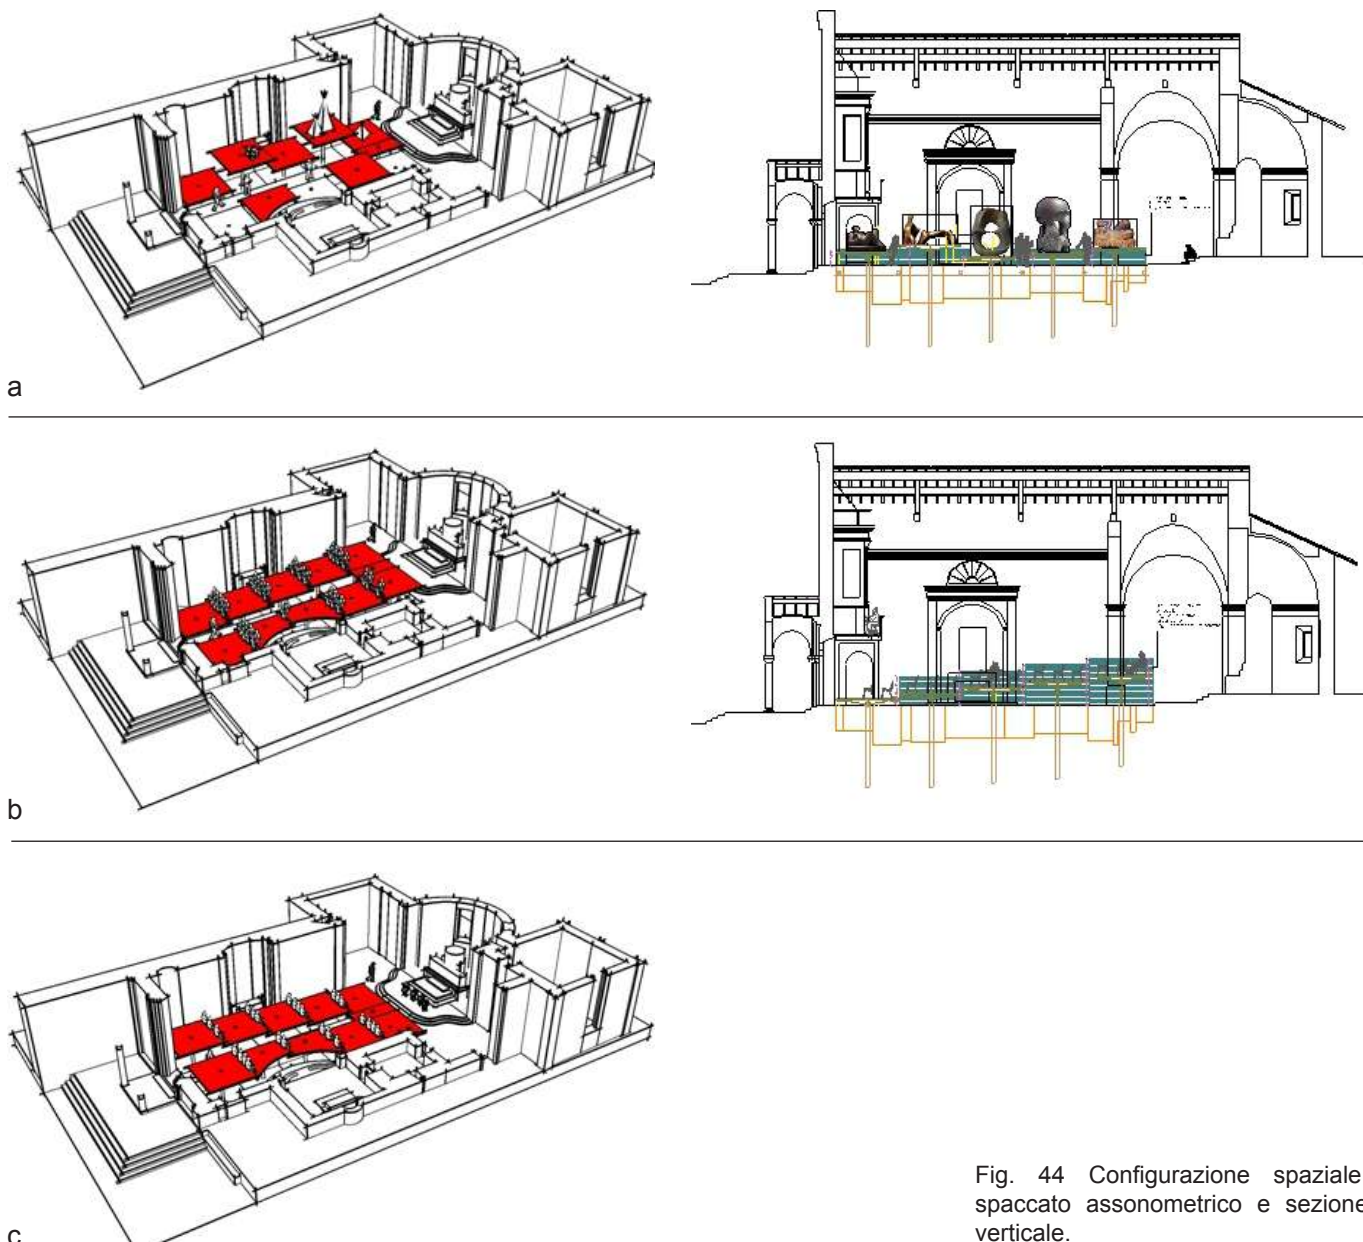 a
b
c
Fig. 44 Configurazione spaziale
spaccato assonometrico e sezione
verticale.